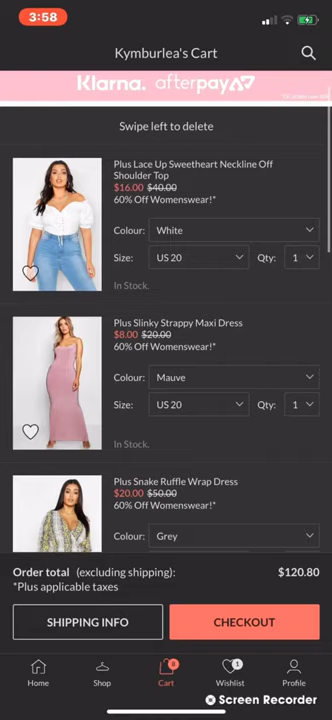 3:58
Kymburlea's Cart
Klarna. afterpay
Swipe left to delete
Plus Lace Up Sweetheart Neckline Off
Shoulder Top
$16.00 $40.00
60% Off Womenswear!*
Colour: White
Size: US 20 Qty: 1
In Stock.
Plus Slinky Strappy Maxi Dress
$8.00 $20.00
60% Off Womenswear!*
Colour: Mauve
Size: US 20 Qty: 1
In Stock.
Plus Snake Ruffle Wrap Dress
$20.00 $50.00
60% Off Womenswear!*
Colour: Grey
Order total (excluding shipping): $120.80
*Plus applicable taxes
SHIPPING INFO CHECKOUT
8 1
Home Shop Cart Wishlist Profile
Screen Recorder